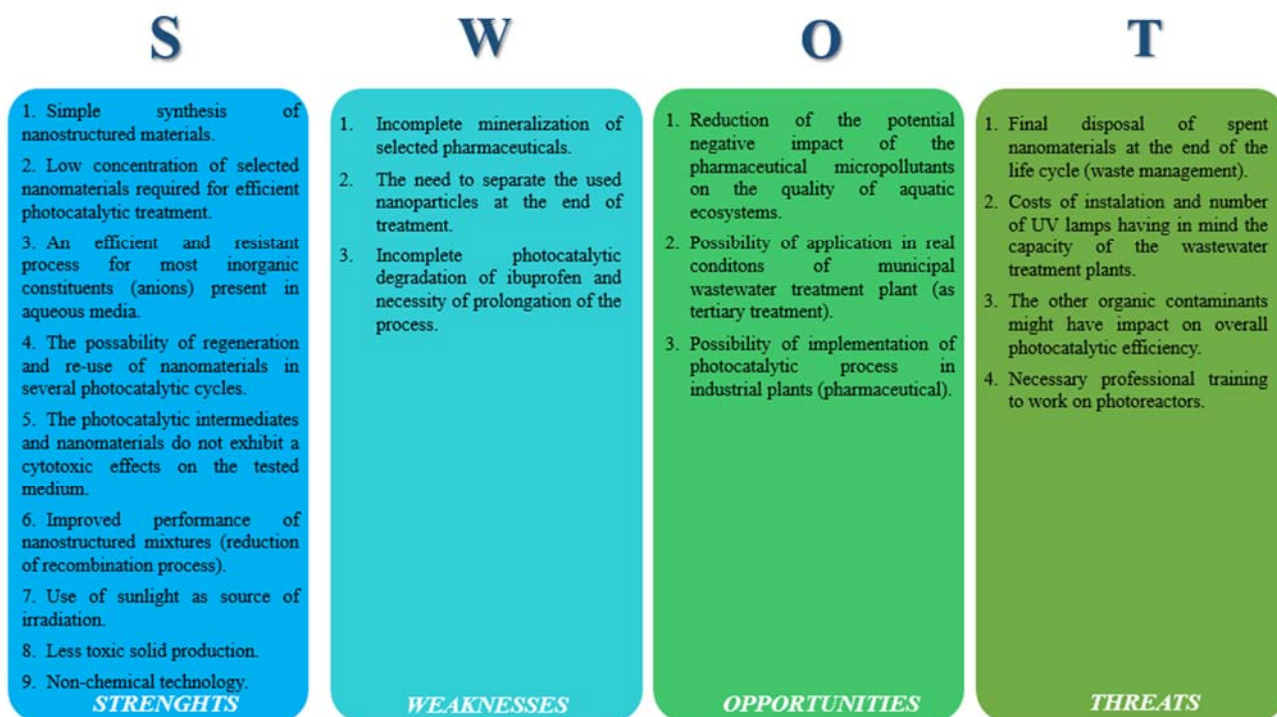 S
1. Simple synthesis of
nanostructured materials.
2. Low concentration of selected
nanomaterials required for efficient
photocatalytic treatment.
3. An efficient and resistant
process for most inorganic
constituents (anions) present in
aqueous media.
4. The possability of regeneration
and re-use of nanomaterials in
several photocatalytic cycles.
5. The photocatalytic intermediates
and nanomaterials do not exhibit a
cytotoxic effects on the tested
medium.
6. Improved performance of
nanostructured mixtures (reduction
of recombination process).
7. Use of sunlight as source of
irradiation.
8. Less toxic solid production.
9. Non-chemical technology.
STRENGHTS
W
1. Incomplete mineralization of
selected pharmaceuticals.
2. The need to separate the used
nanoparticles at the end of
treatment.
3. Incomplete photocatalytic
degradation of ibuprofen and
necessity of prolongation of the
process.
WEAKNESSES
O
1. Reduction of the potential
negative impact of the
pharmaceutical micropollutants
on the quality of aquatic
ecosystems.
2. Possibility of application in real
conditons of municipal
wastewater treatment plant (as
tertiary treatment).
3. Possibility of implementation of
photocatalytic process in
industrial plants (pharmaceutical).
OPPORTUNITIES
T
1. Final disposal of spent
nanomaterials at the end of the
life cycle (waste management).
2. Costs of instalation and number
of UV lamps having in mind the
capacity of the wastewater
treatment plants.
3. The other organic contaminants
might have impact on overall
photocatalytic efficiency.
4. Necessary professional training
to work on photoreactors.
THREATS